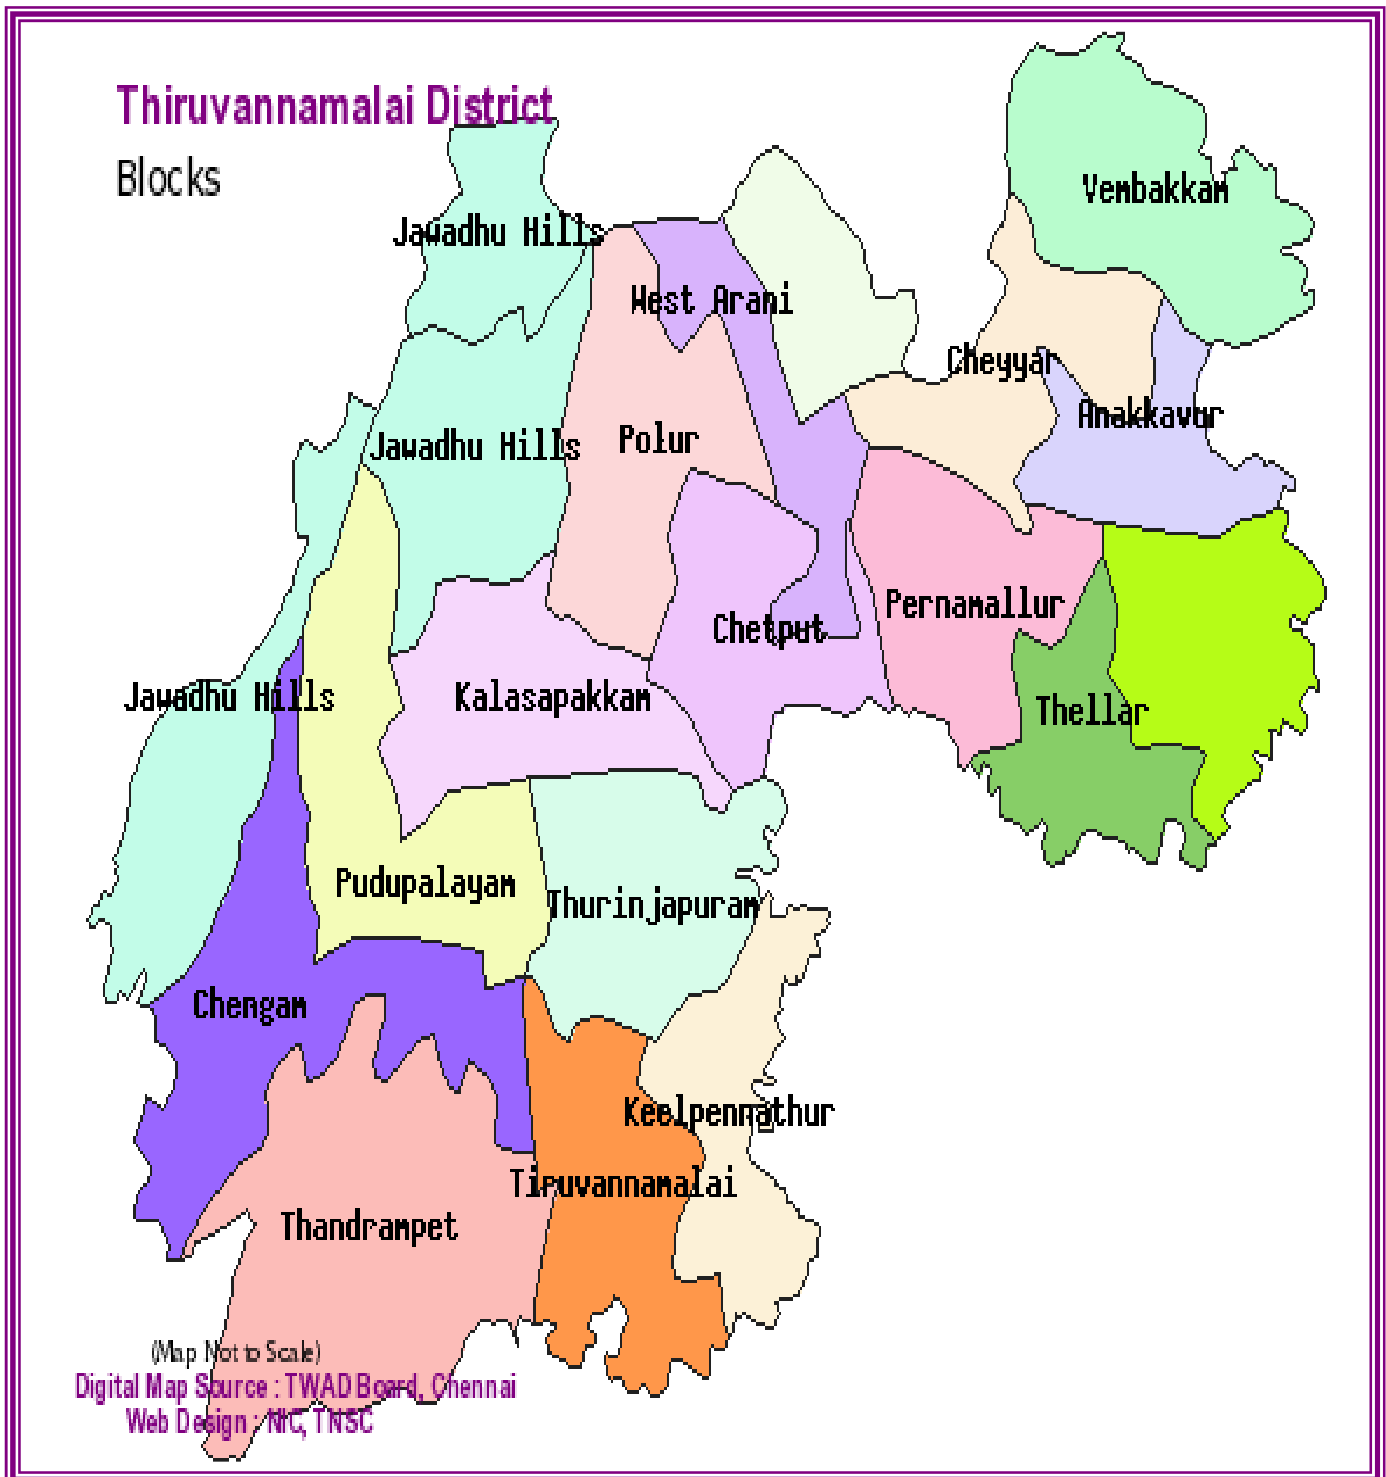 Thiruvannamalai District
Blocks
Vembakkam
Jawadhu Hills
West Arani
Cheyyar
Anakkavur
Polur
Jawadhu Hills
Pernamallur
Chetput
Jawadhu Hills
Kalasapakkam
Thellar
Pudupalayam
Thurinjapuram
Chengam
Keelpennathur
Tiruvannamalai
Thandrampet
(Map Not to Scale)
Digital Map Source : TWAD Board, Chennai
Web Design : NIC, TNSC